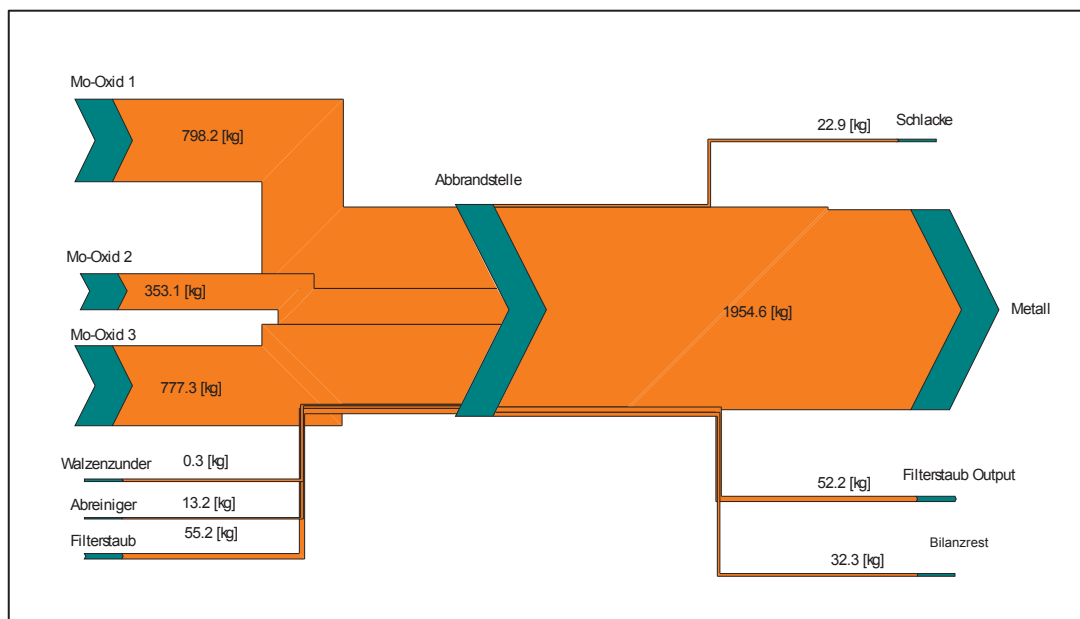 Mo-Oxid 1
798.2 [kg]
22.9 [kg]
Schlacke
Abbrandstelle
Mo-Oxid 2
353.1 [kg]
1954.6 [kg]
Metall
Mo-Oxid 3
777.3 [kg]
Walzenzunder
0.3 [kg]
Abreiniger
13.2 [kg]
Filterstaub
55.2 [kg]
52.2 [kg]
Filterstaub Output
32.3 [kg]
Bilanzrest